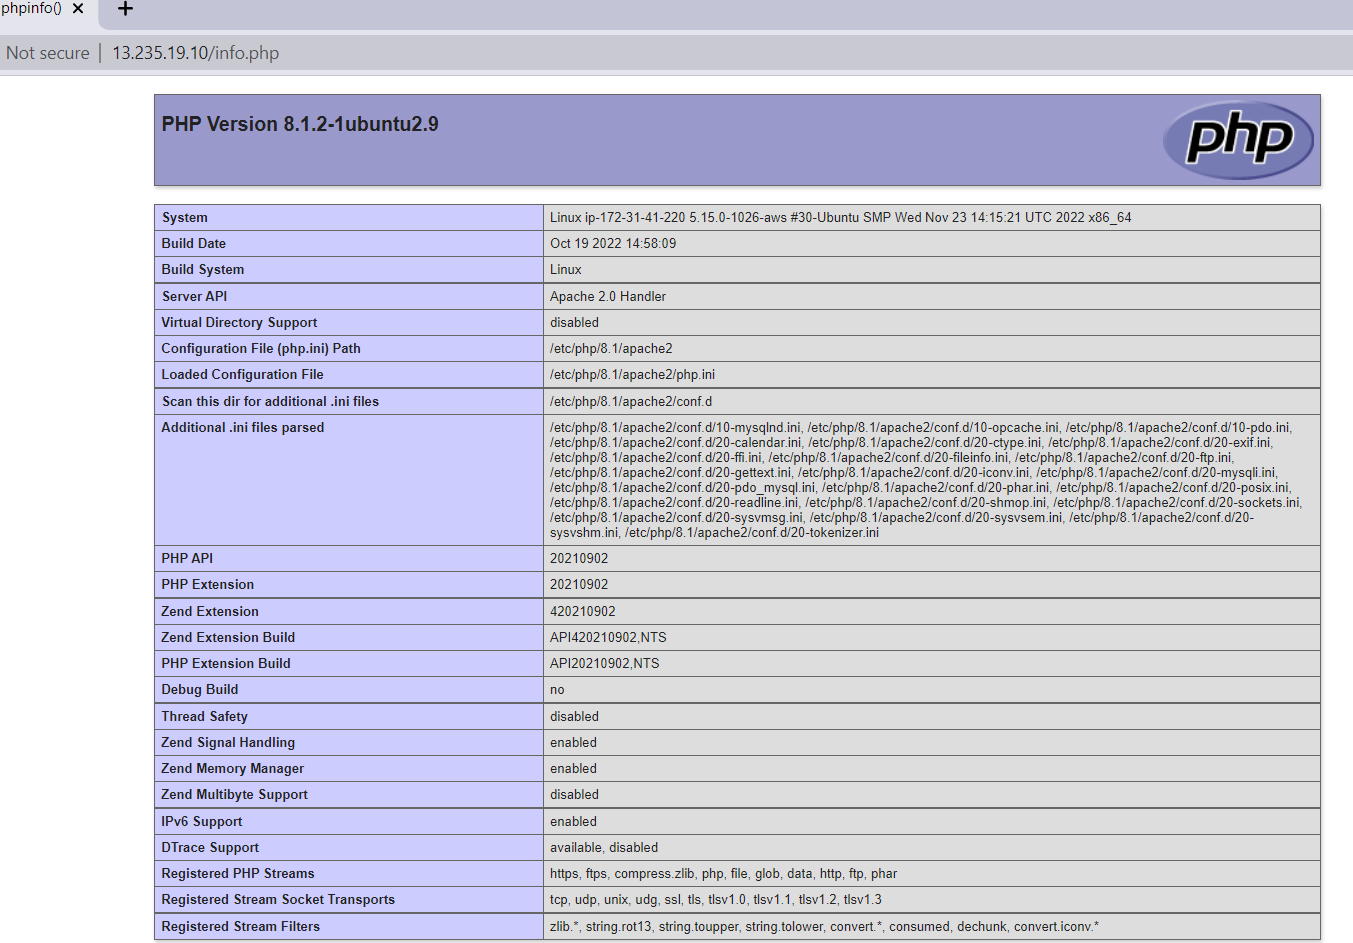 phpinfo() × +
Not secure | 13.235.19.10/info.php
PHP Version 8.1.2-1ubuntu2.9
php
System Linux ip-172-31-41-220 5.15.0-1026-aws #30-Ubuntu SMP Wed Nov 23 14:15:21 UTC 2022 x86_64
Build Date Oct 19 2022 14:58:09
Build System Linux
Server API Apache 2.0 Handler
Virtual Directory Support disabled
Configuration File (php.ini) Path /etc/php/8.1/apache2
Loaded Configuration File /etc/php/8.1/apache2/php.ini
Scan this dir for additional .ini files /etc/php/8.1/apache2/conf.d
Additional .ini files parsed /etc/php/8.1/apache2/conf.d/10-mysqlnd.ini, /etc/php/8.1/apache2/conf.d/10-opcache.ini, /etc/php/8.1/apache2/conf.d/10-pdo.ini,
/etc/php/8.1/apache2/conf.d/20-calendar.ini, /etc/php/8.1/apache2/conf.d/20-ctype.ini, /etc/php/8.1/apache2/conf.d/20-exif.ini,
/etc/php/8.1/apache2/conf.d/20-ffi.ini, /etc/php/8.1/apache2/conf.d/20-fileinfo.ini, /etc/php/8.1/apache2/conf.d/20-ftp.ini,
/etc/php/8.1/apache2/conf.d/20-gettext.ini, /etc/php/8.1/apache2/conf.d/20-iconv.ini, /etc/php/8.1/apache2/conf.d/20-mysqli.ini,
/etc/php/8.1/apache2/conf.d/20-pdo_mysql.ini, /etc/php/8.1/apache2/conf.d/20-phar.ini, /etc/php/8.1/apache2/conf.d/20-posix.ini,
/etc/php/8.1/apache2/conf.d/20-readline.ini, /etc/php/8.1/apache2/conf.d/20-shmop.ini, /etc/php/8.1/apache2/conf.d/20-sockets.ini,
/etc/php/8.1/apache2/conf.d/20-sysvmsg.ini, /etc/php/8.1/apache2/conf.d/20-sysvsem.ini, /etc/php/8.1/apache2/conf.d/20-
sysvshm.ini, /etc/php/8.1/apache2/conf.d/20-tokenizer.ini
PHP API 20210902
PHP Extension 20210902
Zend Extension 420210902
Zend Extension Build API420210902,NTS
PHP Extension Build API20210902,NTS
Debug Build no
Thread Safety disabled
Zend Signal Handling enabled
Zend Memory Manager enabled
Zend Multibyte Support disabled
IPv6 Support enabled
DTrace Support available, disabled
Registered PHP Streams https, ftps, compress.zlib, php, file, glob, data, http, ftp, phar
Registered Stream Socket Transports tcp, udp, unix, udg, ssl, tls, tlsv1.0, tlsv1.1, tlsv1.2, tlsv1.3
Registered Stream Filters zlib.*, string.rot13, string.toupper, string.tolower, convert.*, consumed, dechunk, convert.iconv.*